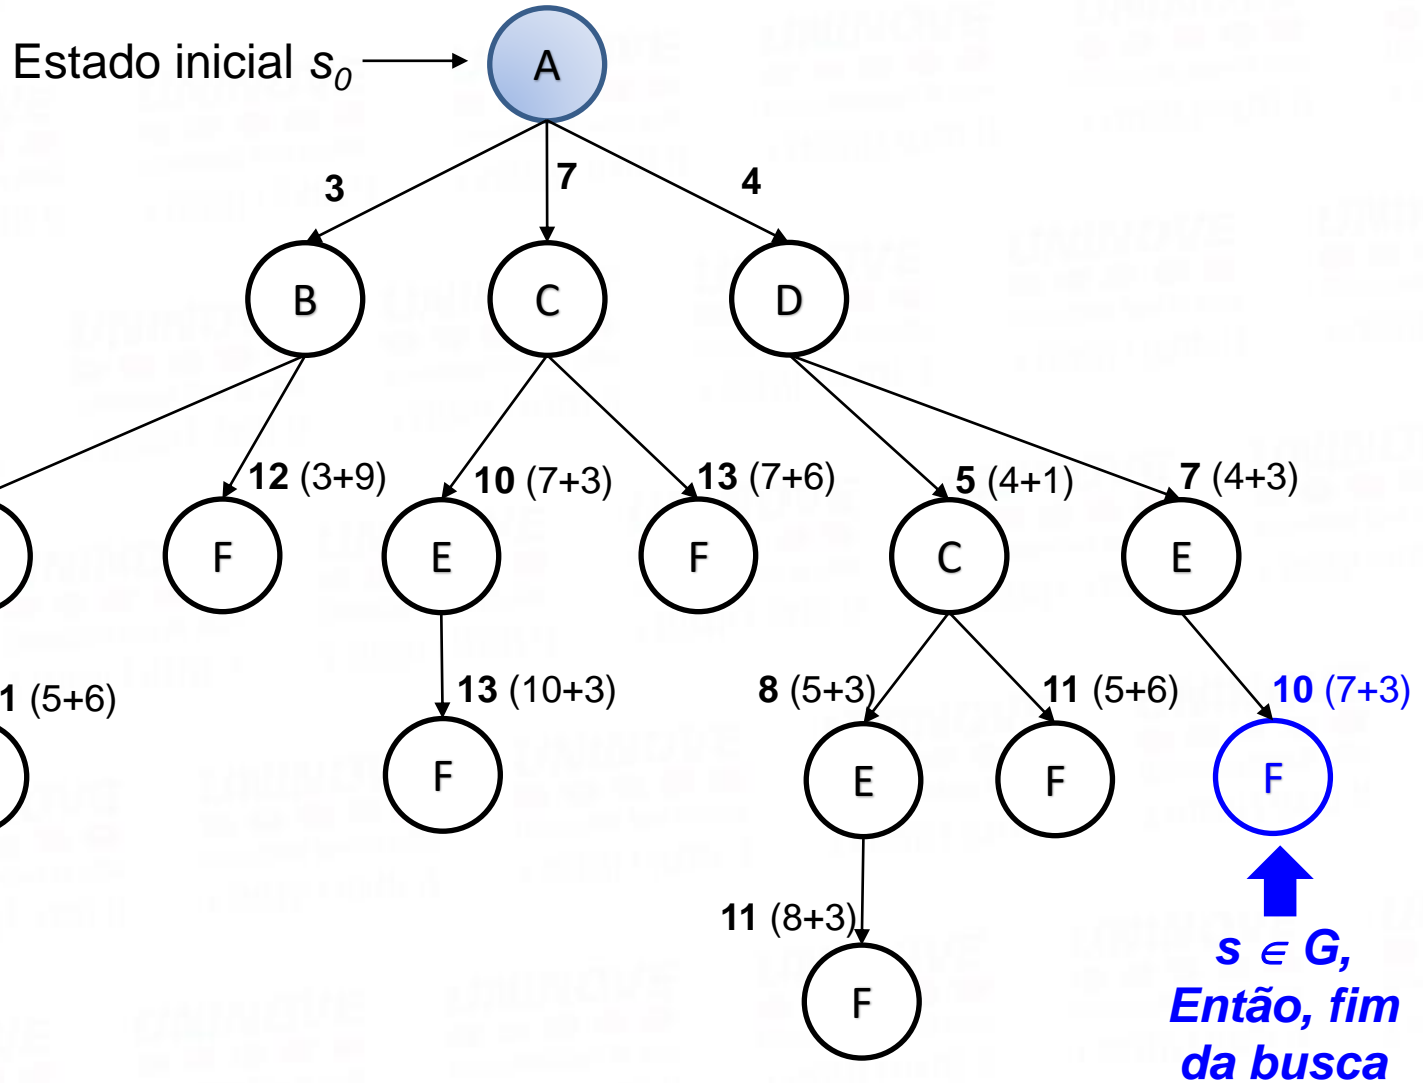 A
Estado inicial s0
3
7
4
B
C
D
12 (3+9)
10 (7+3)
13 (7+6)
5 (4+1)
7 (4+3)
F
E
F
C
E
1 (5+6)
13 (10+3)
8 (5+3)
11 (5+6)
10 (7+3)
F
E
F
F
11 (8+3)
F
s ∈ G,
Então, fim
da busca